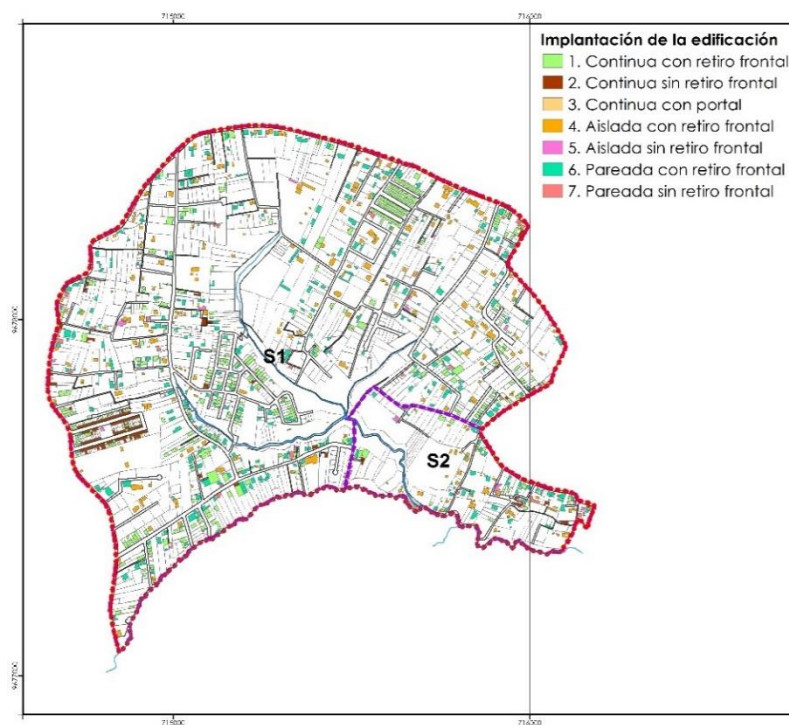 715000 716000
Implantación de la edificación
1. Continua con retiro frontal
2. Continua sin retiro frontal
3. Continua con portal
4. Aislada con retiro frontal
5. Aislada sin retiro frontal
6. Pareada con retiro frontal
7. Pareada sin retiro frontal
S1
S2
715000 716000